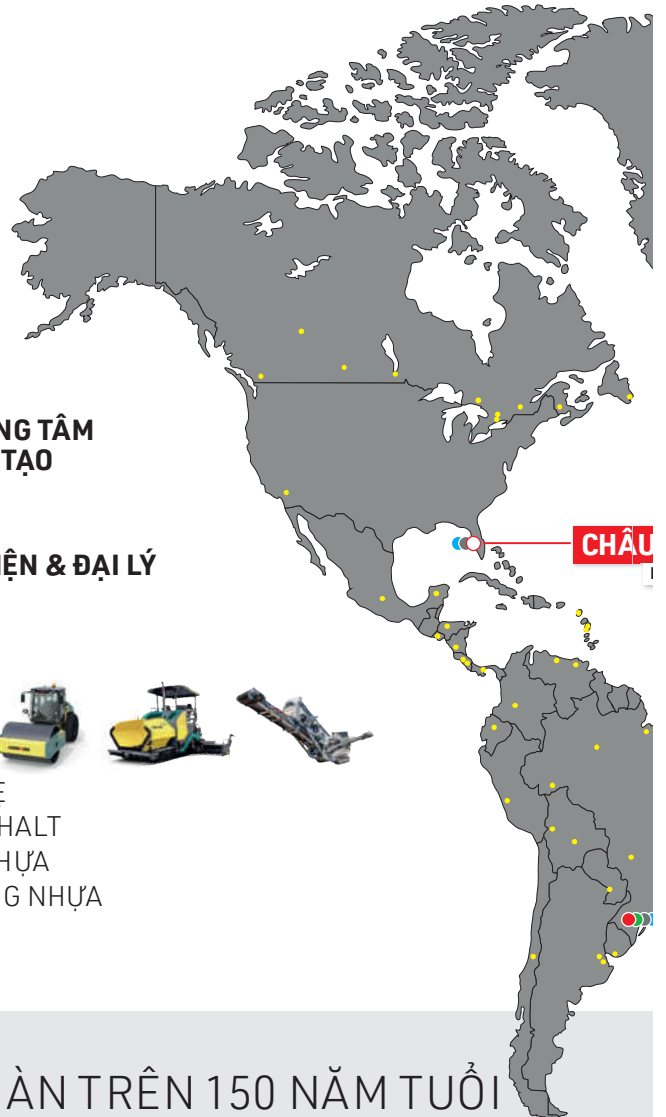 NG TÂM
TẠO
CHÂU
ỆN & ĐẠI LÝ
Ẹ
HALT
HỰA
G NHỰA
ÀN TRÊN 150 NĂM TUỔI